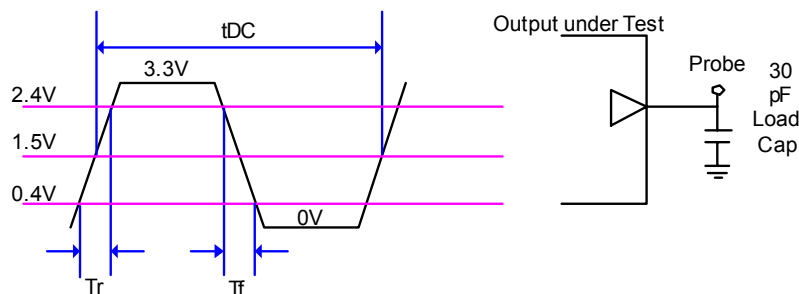 tDC
3.3V
2.4V
1.5V
0.4V
0V
Tr
Tf
Output under Test
Probe
30
pF
Load
Cap